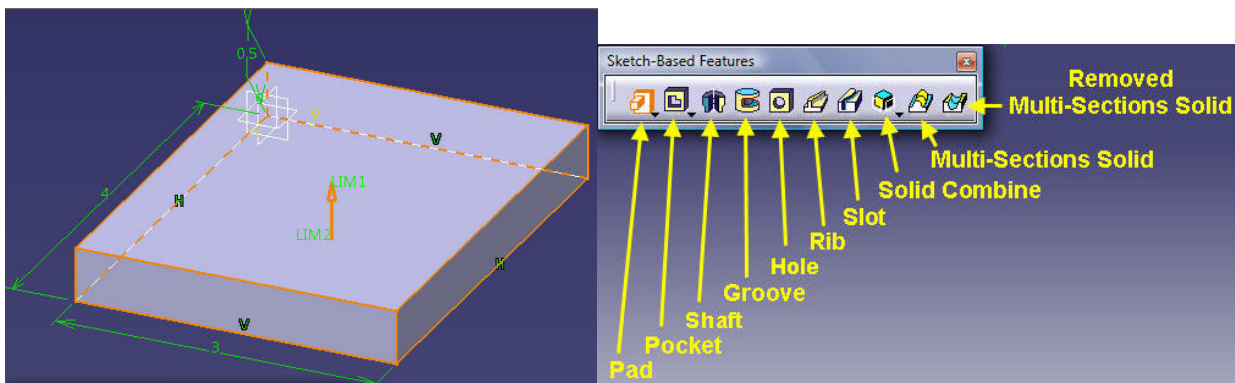 0.5
V
LIM1
H
4
LIM2
H
V
3
Sketch-Based Features
Removed
Multi-Sections Solid
Multi-Sections Solid
Solid Combine
Slot
Rib
Hole
Groove
Shaft
Pocket
Pad